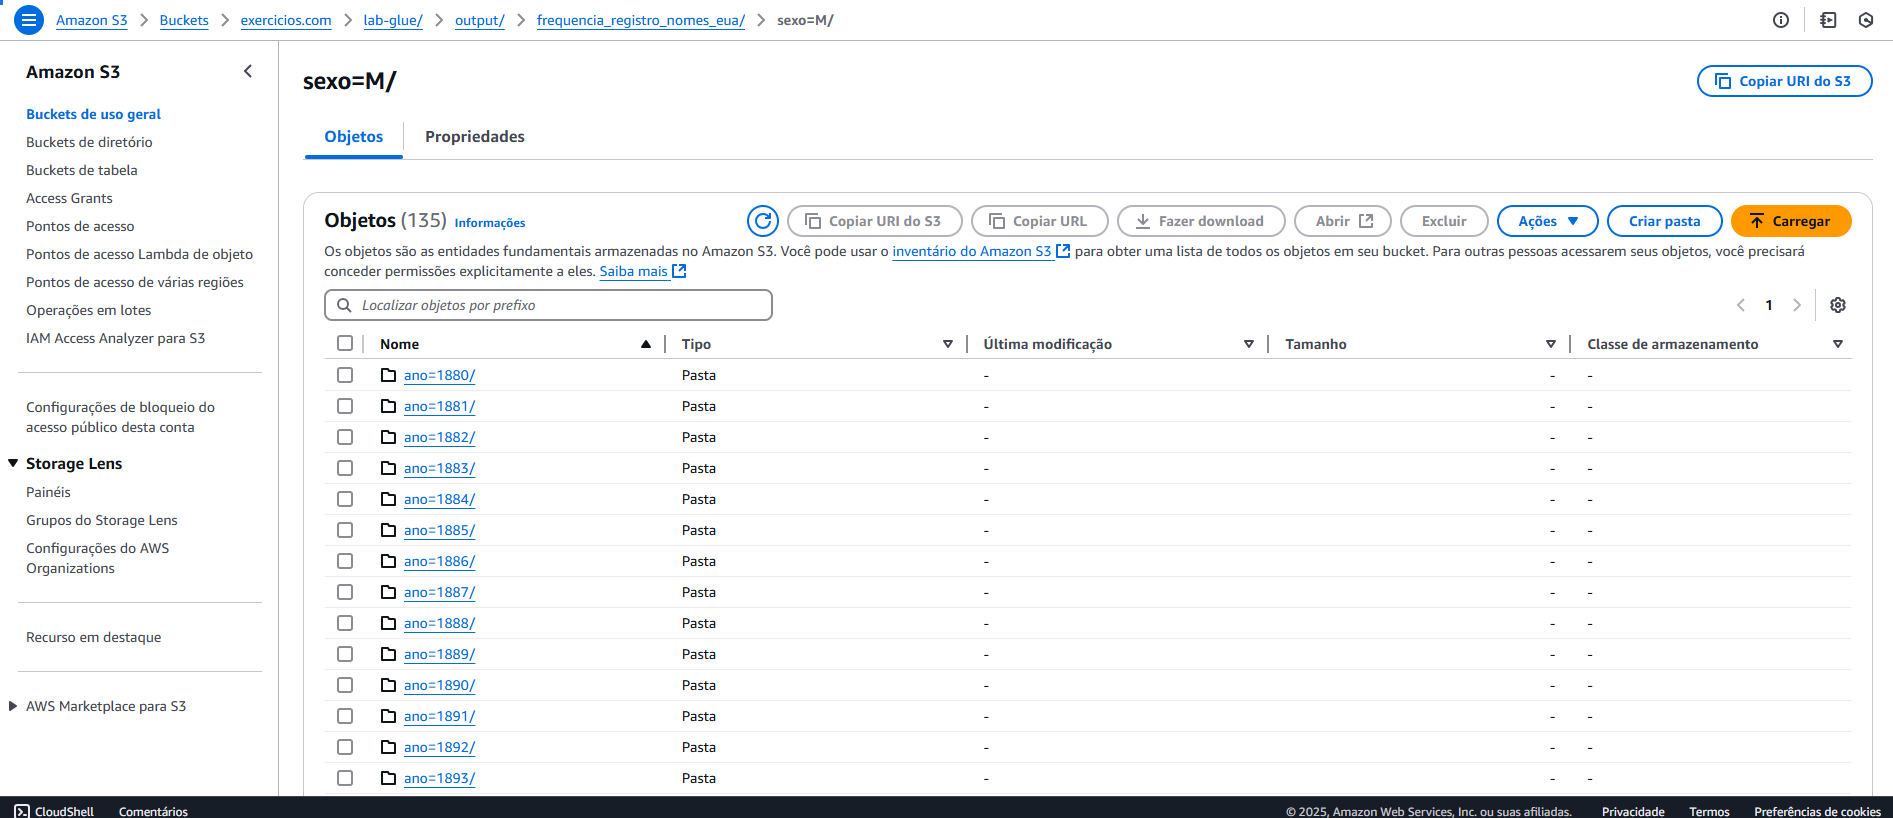 Amazon S3 > Buckets > exercicios.com > lab-glue/ > output/ > frequencia_registro_nomes_eua/ > sexo=M/
Amazon S3
Buckets de uso geral
Buckets de diretório
Buckets de tabela
Access Grants
Pontos de acesso
Pontos de acesso Lambda de objeto
Pontos de acesso de várias regiões
Operações em lotes
IAM Access Analyzer para S3
Configurações de bloqueio do
acesso público desta conta
Storage Lens
Painéis
Grupos do Storage Lens
Configurações do AWS
Organizations
Recurso em destaque
AWS Marketplace para S3
sexo=M/
Copiar URI do S3
Objetos
Propriedades
Objetos (135) Informações
Copiar URI do S3
Copiar URL
Fazer download
Abrir
Excluir
Ações
Criar pasta
Carregar
Os objetos são as entidades fundamentais armazenadas no Amazon S3. Você pode usar o inventário do Amazon S3 para obter uma lista de todos os objetos em seu bucket. Para outras pessoas acessarem seus objetos, você precisará
conceder permissões explicitamente a eles. Saiba mais
Localizar objetos por prefixo
1
Nome Tipo Última modificação Tamanho Classe de armazenamento
ano=1880/ Pasta - - -
ano=1881/ Pasta - - -
ano=1882/ Pasta - - -
ano=1883/ Pasta - - -
ano=1884/ Pasta - - -
ano=1885/ Pasta - - -
ano=1886/ Pasta - - -
ano=1887/ Pasta - - -
ano=1888/ Pasta - - -
ano=1889/ Pasta - - -
ano=1890/ Pasta - - -
ano=1891/ Pasta - - -
ano=1892/ Pasta - - -
ano=1893/ Pasta - - -
CloudShell Comentários © 2025, Amazon Web Services, Inc. ou suas afiliadas. Privacidade Termos Preferências de cookies